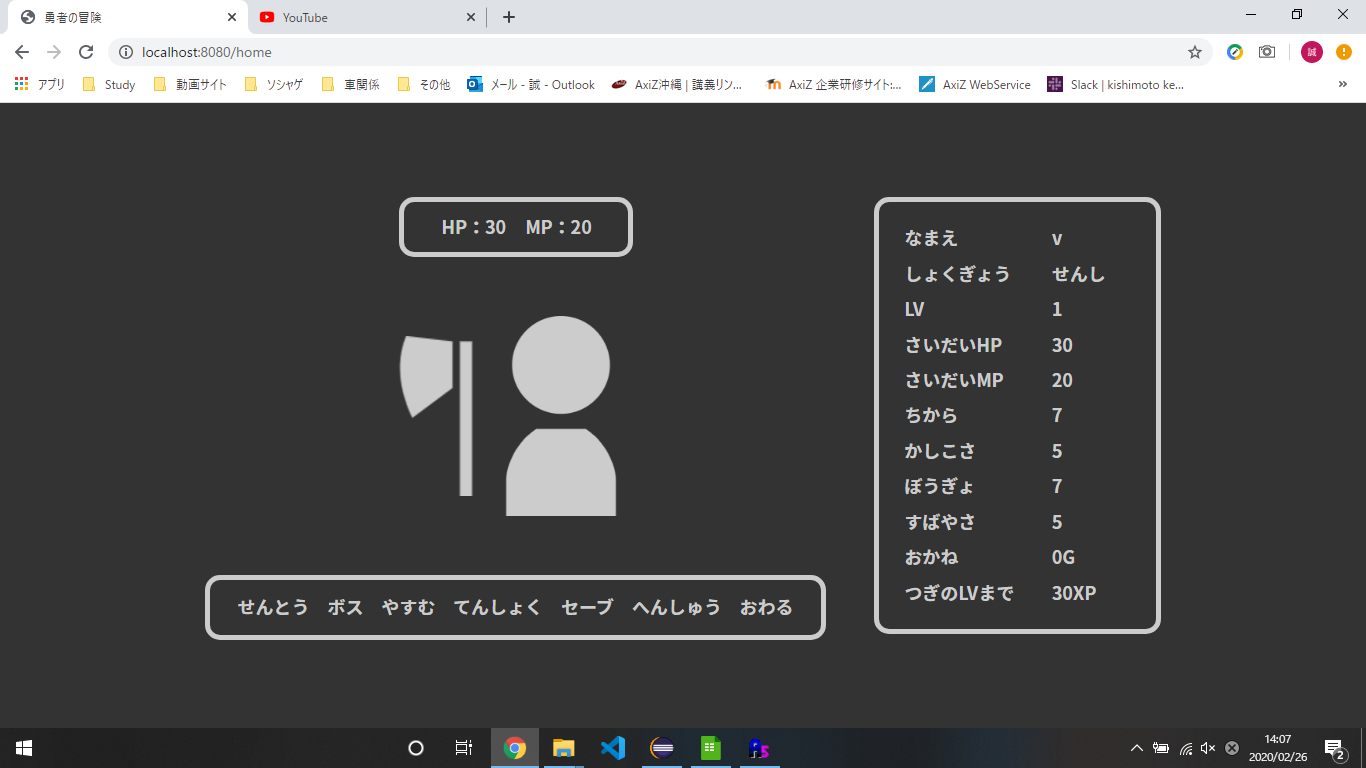 勇者の冒険
YouTube
localhost:8080/home
誠
アプリ
Study
動画サイト
ソシャゲ
車関係
その他
メール - 誠 - Outlook
AxiZ沖縄 | 講義リン...
AxiZ 企業研修サイト:...
AxiZ WebService
Slack | kishimoto ke...
HP：30　MP：20
なまえ v
しょくぎょう せんし
LV 1
さいだいHP 30
さいだいMP 20
ちから 7
かしこさ 5
ぼうぎょ 7
すばやさ 5
おかね 0G
つぎのLVまで 30XP
せんとう　ボス　やすむ　てんしょく　セーブ　へんしゅう　おわる
14:07
2020/02/26
2